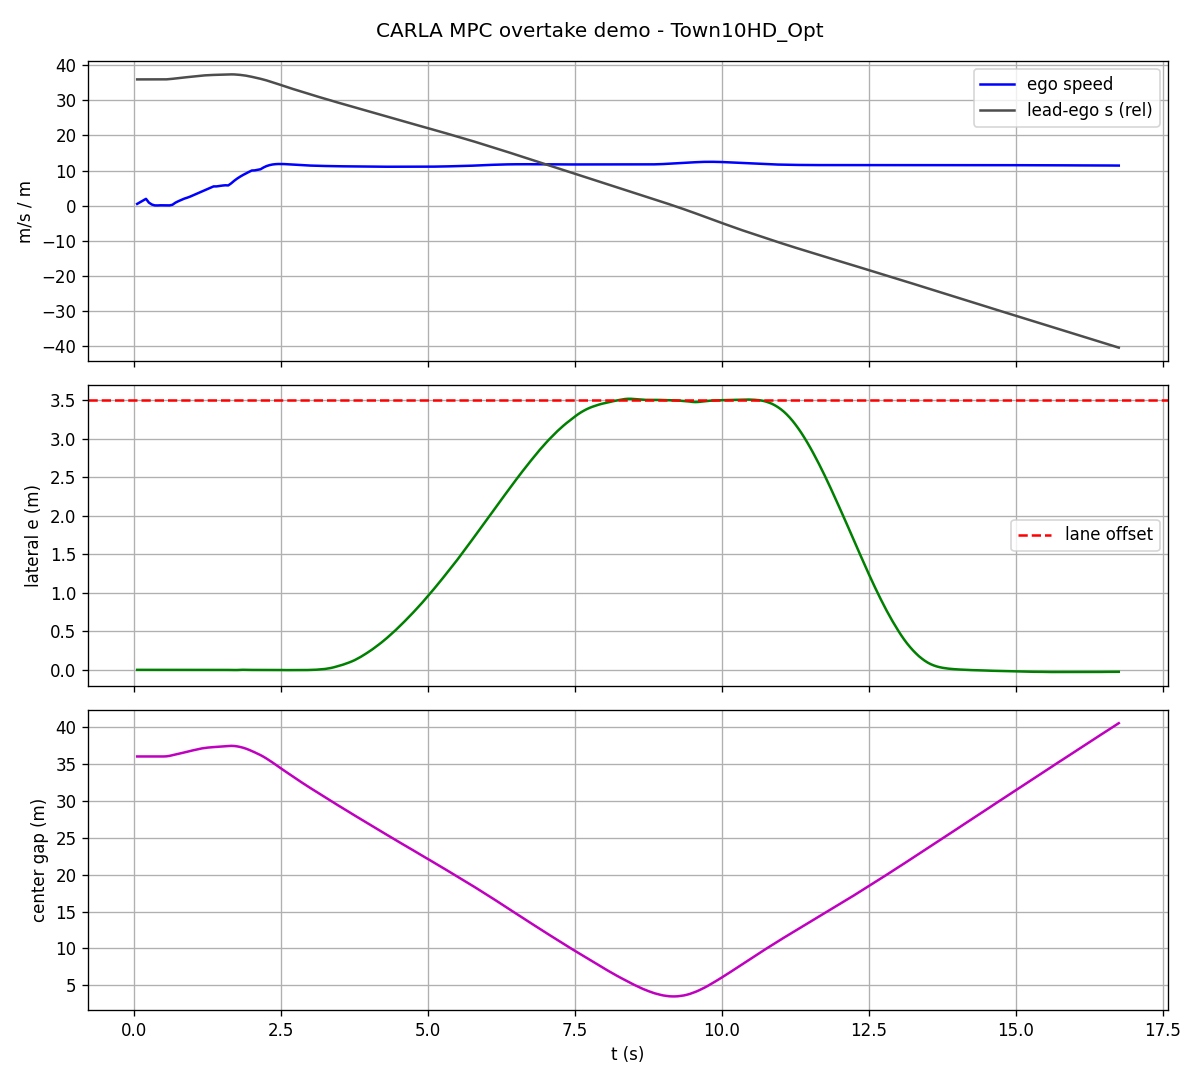 CARLA MPC overtake demo - Town10HD_Opt
40
30
20
10
0
−10
−20
−30
−40
m/s / m
ego speed
lead-ego s (rel)
3.5
3.0
2.5
2.0
1.5
1.0
0.5
0.0
lateral e (m)
lane offset
40
35
30
25
20
15
10
5
center gap (m)
0.0 2.5 5.0 7.5 10.0 12.5 15.0 17.5
t (s)